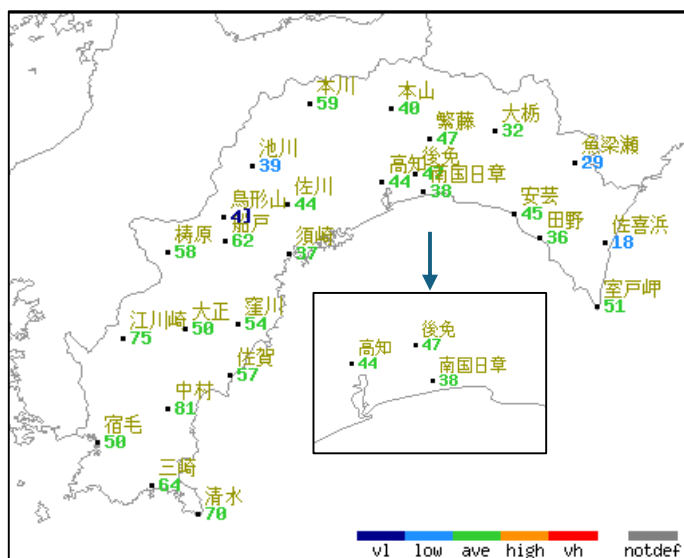 本川
59
本山
40
大栃
32
繁藤
47
魚梁瀬
29
池川
39
高知
44
後免
47
南国日章
38
佐川
44
鳥形山
船戸
62
安芸
45
田野
36
佐喜浜
18
梼原
58
須崎
37
室戸岬
51
江川崎
75
大正
50
窪川
54
佐賀
57
中村
81
宿毛
50
三崎
64
清水
70
高知
44
後免
47
南国日章
38
vl low ave high vh notdef